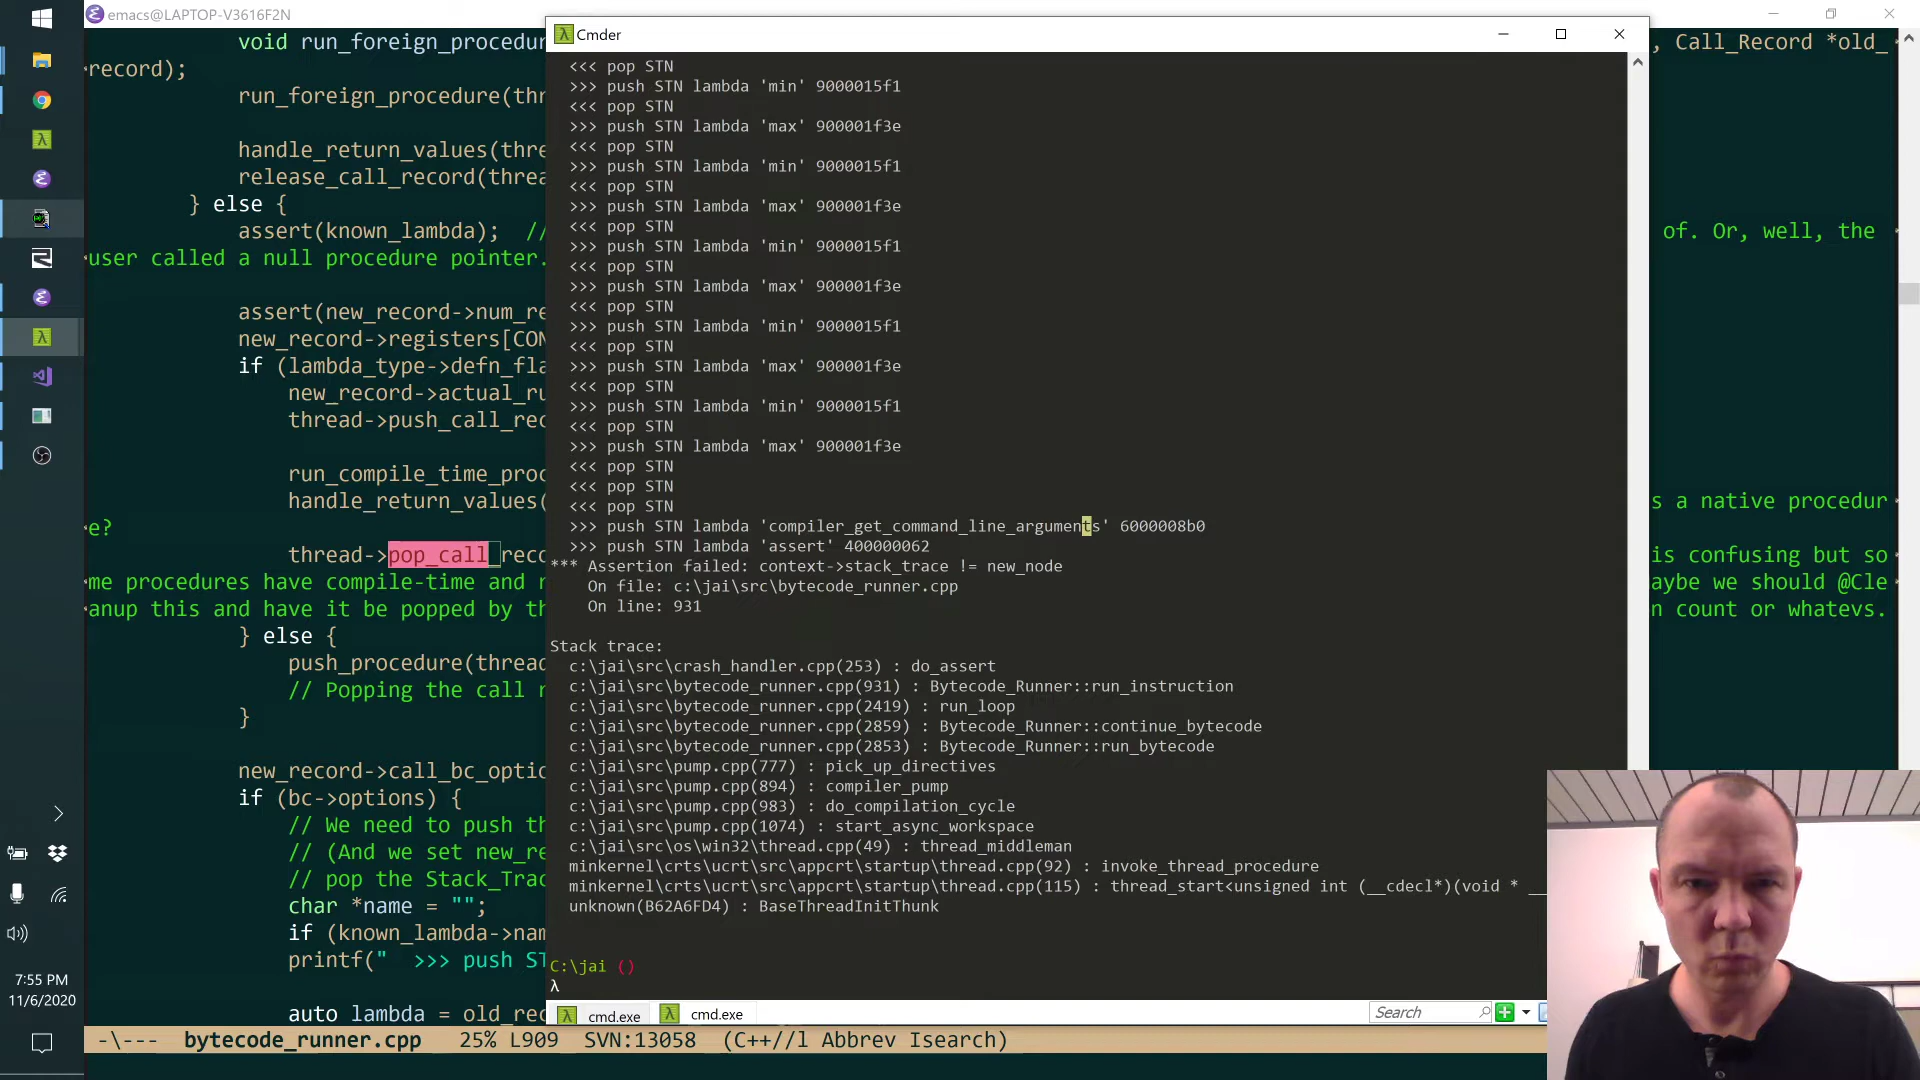 emacs@LAPTOP-V3616F2N
void run_foreign_procedur
, Call_Record *old_
record);
run_foreign_procedure(thr
handle_return_values(thre
release_call_record(threa
} else {
assert(known_lambda);  //
of. Or, well, the
user called a null procedure pointer.
assert(new_record->num_re
new_record->registers[CON
if (lambda_type->defn_fla
new_record->actual_ru
thread->push_call_rec
run_compile_time_proc
handle_return_values(
s a native procedur
e?
thread->pop_call_reco
is confusing but so
me procedures have compile-time and r
aybe we should @Cle
anup this and have it be popped by th
n count or whatevs.
} else {
push_procedure(thread
// Popping the call r
}
new_record->call_bc_optio
if (bc->options) {
// We need to push th
// (And we set new_re
// pop the Stack_Trac
char *name = "";
if (known_lambda->nam
printf("  >>> push ST
auto lambda = old_rec
-\---  bytecode_runner.cpp   25% L909  SVN:13058  (C++//l Abbrev Isearch)
Cmder
<<< pop STN
>>> push STN lambda 'min' 9000015f1
<<< pop STN
>>> push STN lambda 'max' 900001f3e
<<< pop STN
>>> push STN lambda 'min' 9000015f1
<<< pop STN
>>> push STN lambda 'max' 900001f3e
<<< pop STN
>>> push STN lambda 'min' 9000015f1
<<< pop STN
>>> push STN lambda 'max' 900001f3e
<<< pop STN
>>> push STN lambda 'min' 9000015f1
<<< pop STN
>>> push STN lambda 'max' 900001f3e
<<< pop STN
>>> push STN lambda 'min' 9000015f1
<<< pop STN
>>> push STN lambda 'max' 900001f3e
<<< pop STN
<<< pop STN
<<< pop STN
>>> push STN lambda 'compiler_get_command_line_arguments' 6000008b0
>>> push STN lambda 'assert' 400000062
*** Assertion failed: context->stack_trace != new_node
On file: c:\jai\src\bytecode_runner.cpp
On line: 931
Stack trace:
c:\jai\src\crash_handler.cpp(253) : do_assert
c:\jai\src\bytecode_runner.cpp(931) : Bytecode_Runner::run_instruction
c:\jai\src\bytecode_runner.cpp(2419) : run_loop
c:\jai\src\bytecode_runner.cpp(2859) : Bytecode_Runner::continue_bytecode
c:\jai\src\bytecode_runner.cpp(2853) : Bytecode_Runner::run_bytecode
c:\jai\src\pump.cpp(777) : pick_up_directives
c:\jai\src\pump.cpp(894) : compiler_pump
c:\jai\src\pump.cpp(983) : do_compilation_cycle
c:\jai\src\pump.cpp(1074) : start_async_workspace
c:\jai\src\os\win32\thread.cpp(49) : thread_middleman
minkernel\crts\ucrt\src\appcrt\startup\thread.cpp(92) : invoke_thread_procedure
minkernel\crts\ucrt\src\appcrt\startup\thread.cpp(115) : thread_start<unsigned int (__cdecl*)(void * __
unknown(B62A6FD4) : BaseThreadInitThunk
C:\jai ()
λ
cmd.exe
cmd.exe
Search
7:55 PM
11/6/2020